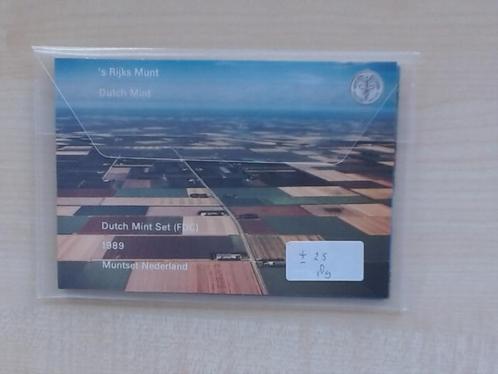 's Rijks Munt
Dutch Mint
Dutch Mint Set (FDC)
1989
Muntset Nederland
± 25